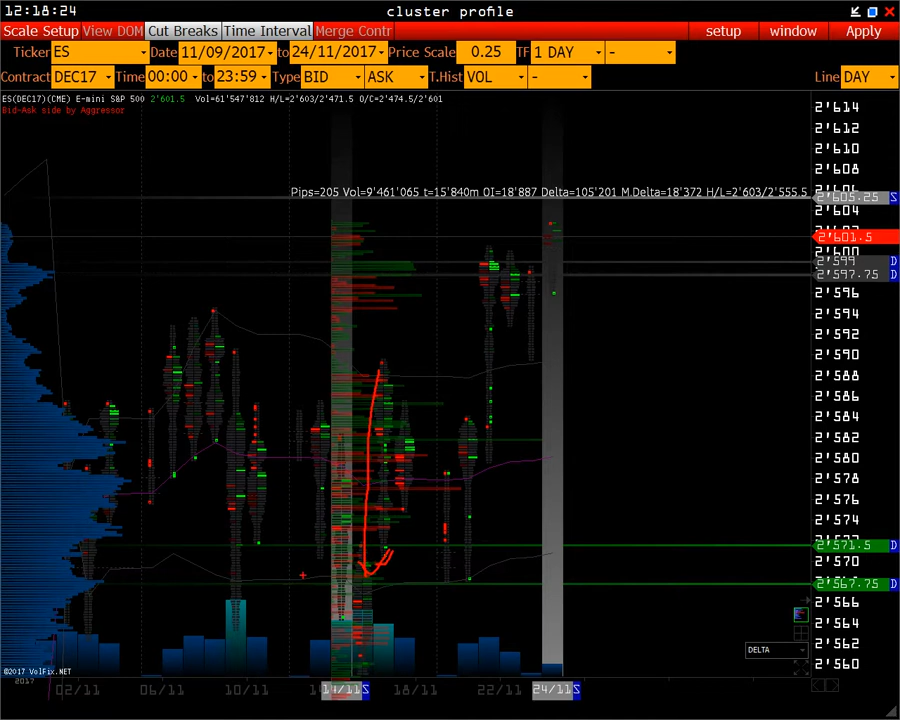 12:18:24 cluster profile
Scale Setup View DOM Cut Breaks Time Interval Merge Contr setup window Apply
Ticker ES Date 11/09/2017 to 24/11/2017 Price Scale 0.25 TF 1 DAY -
Contract DEC17 Time 00:00 to 23:59 Type BID ASK T.Hist VOL - Line DAY
ES(DEC17)(CME) E-mini S&P 500 2'601.5 Vol=61'547'812 H/L=2'603/2'471.5 O/C=2'474.5/2'601
Bid-Ask side by Aggressor
2'614
2'612
2'610
2'608
Pips=205 Vol=9'461'065 t=15'840m OI=18'887 Delta=105'201 M.Delta=18'372 H/L=2'603/2'555.5
2'605.25 S
2'604
2'601.5
2'600
2'599 D
2'597.75 D
2'596
2'594
2'592
2'590
2'588
2'586
2'584
2'582
2'580
2'578
2'576
2'574
2'571.5 D
2'570
2'567.75 D
2'566
2'564
2'562
2'560
DELTA
©2017 VolFix.NET
2017
02/11 06/11 10/11 14/11 S 18/11 22/11 24/11 S